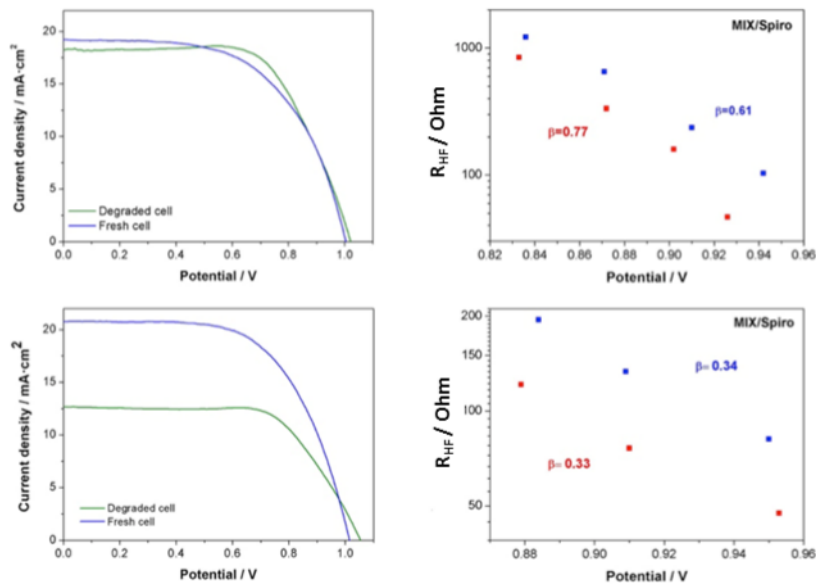 Current density / mA·cm²
20
15
10
5
0
Degraded cell
Fresh cell
0.0 0.2 0.4 0.6 0.8 1.0
Potential / V
R_HF / Ohm
1000
100
MIX/Spiro
β=0.61
β=0.77
0.82 0.84 0.86 0.88 0.90 0.92 0.94 0.96
Potential / V
Current density / mA·cm²
20
15
10
5
0
Degraded cell
Fresh cell
0.0 0.2 0.4 0.6 0.8 1.0
Potential / V
R_HF / Ohm
200
150
100
50
MIX/Spiro
β= 0.34
β= 0.33
0.88 0.90 0.92 0.94 0.96
Potential / V